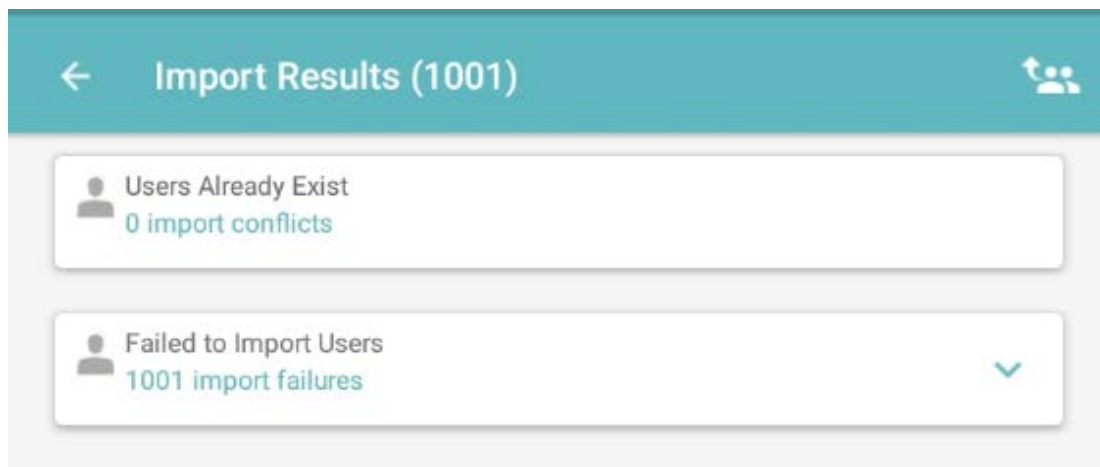 Import Results (1001)
Users Already Exist
0 import conflicts
Failed to Import Users
1001 import failures